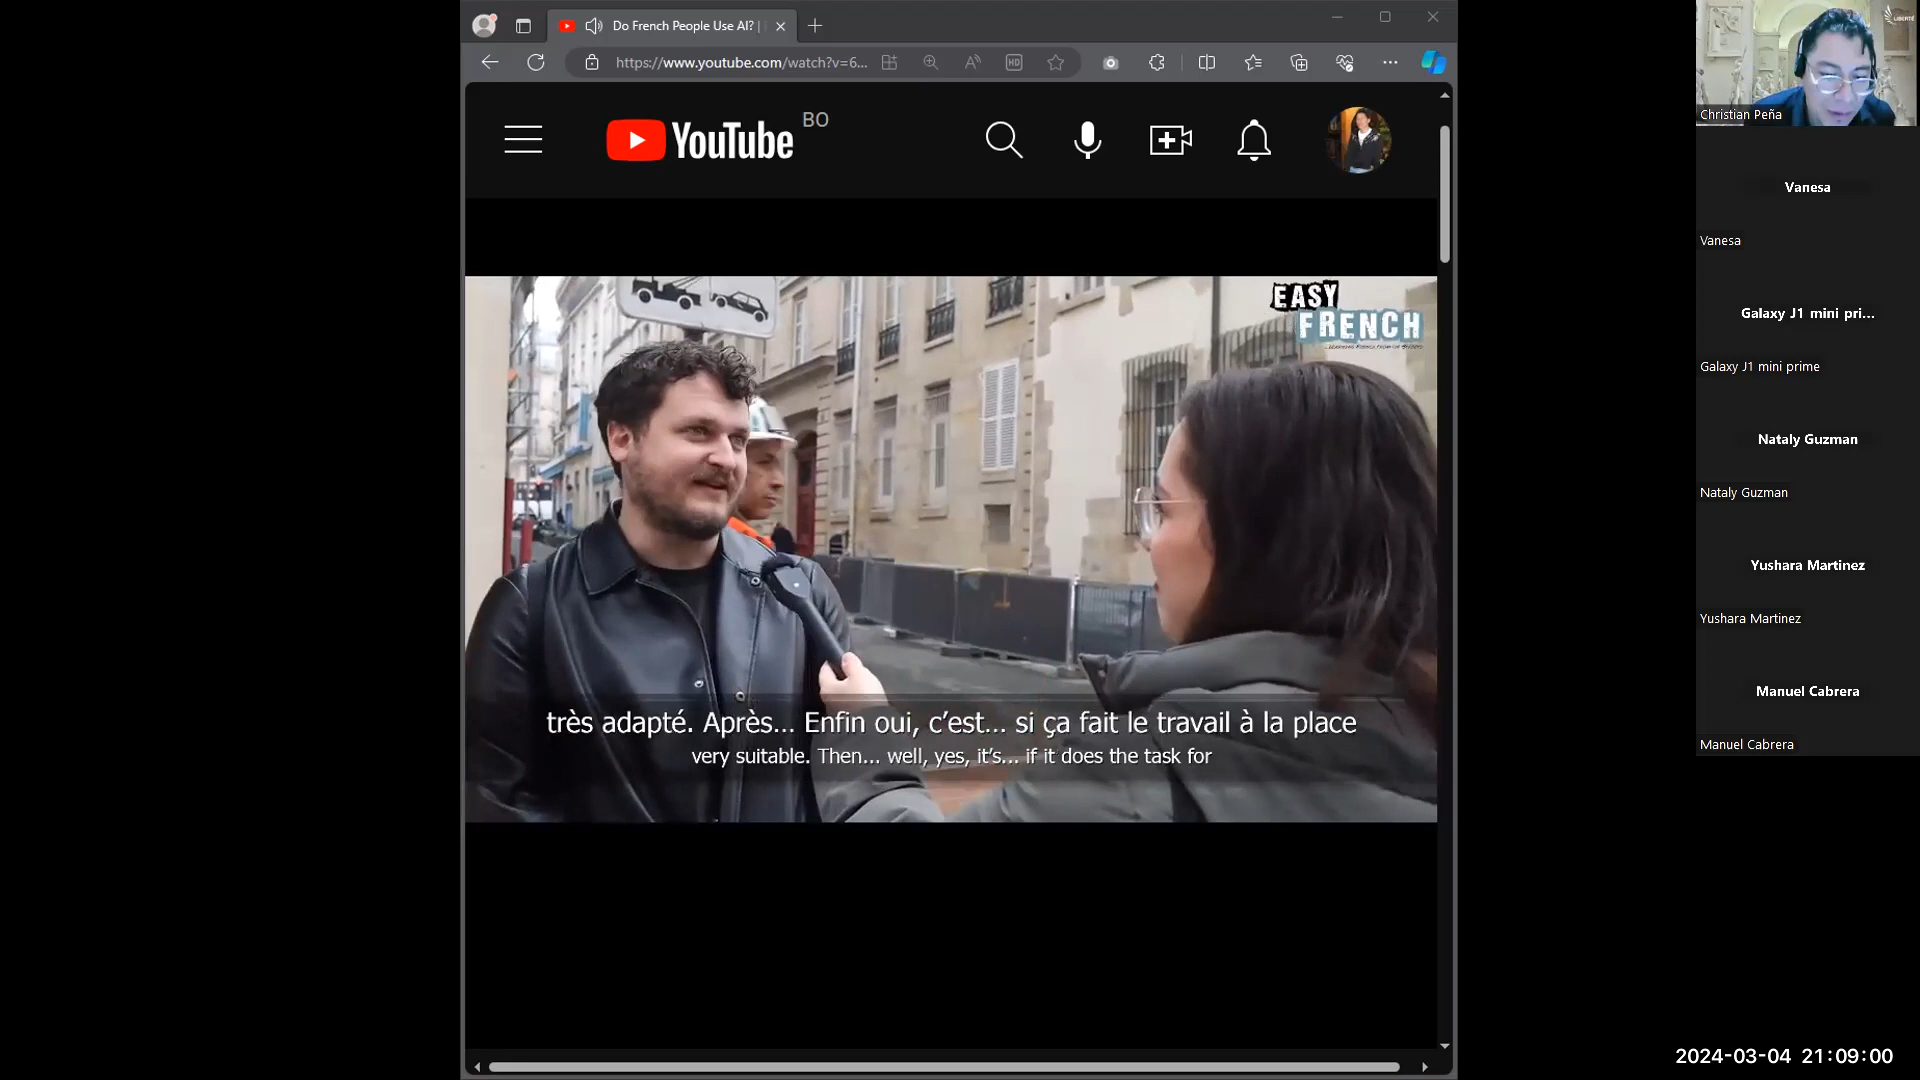 Do French People Use AI? |
https://www.youtube.com/watch?v=6...
HD
YouTube
BO
EASY
FRENCH
très adapté. Après... Enfin oui, c’est... si ça fait le travail à la place
very suitable. Then... well, yes, it's... if it does the task for
LIBERTÉ
Christian Peña
Vanesa
Vanesa
Galaxy J1 mini pri...
Galaxy J1 mini prime
Nataly Guzman
Nataly Guzman
Yushara Martinez
Yushara Martinez
Manuel Cabrera
Manuel Cabrera
2024-03-04 21:09:00